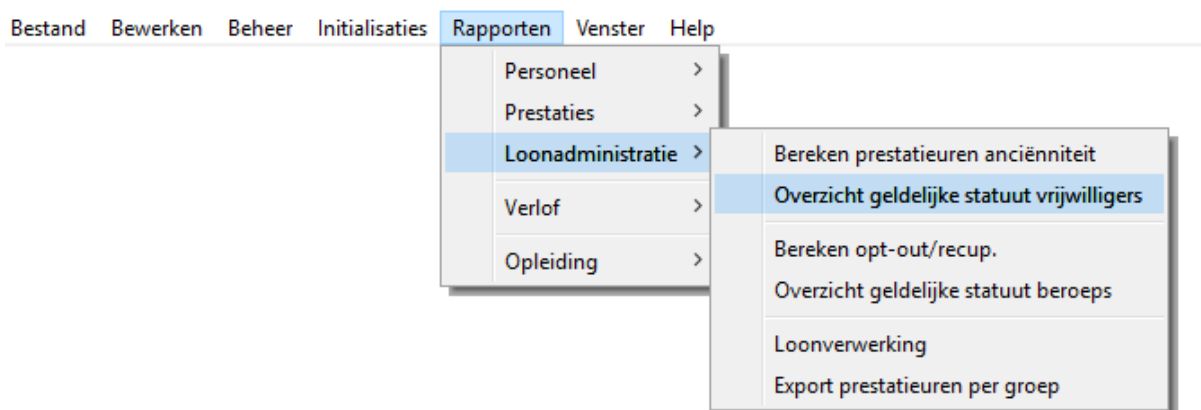 Bestand Bewerken Beheer Initialisaties Rapporten Venster Help
Personeel
Prestaties
Loonadministratie
Verlof
Opleiding
Bereken prestatieuren anciënniteit
Overzicht geldelijke statuut vrijwilligers
Bereken opt-out/recup.
Overzicht geldelijke statuut beroeps
Loonverwerking
Export prestatieuren per groep